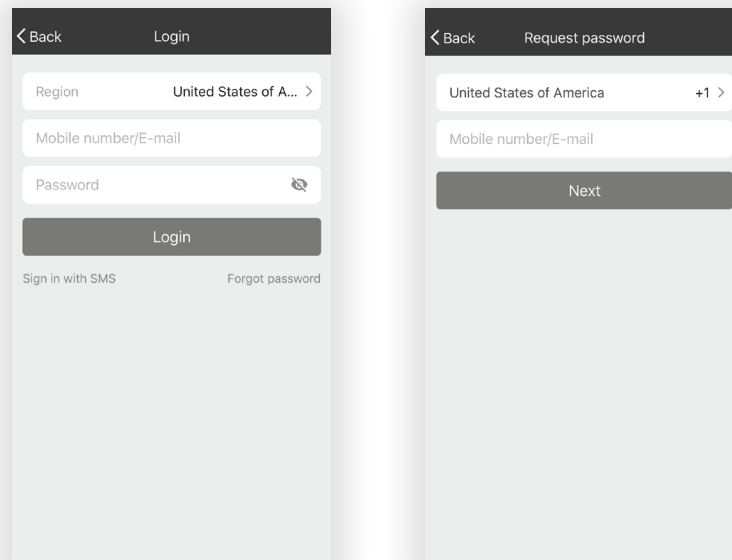 Back Login
Region United States of A...
Mobile number/E-mail
Password
Login
Sign in with SMS Forgot password
Back Request password
United States of America +1
Mobile number/E-mail
Next